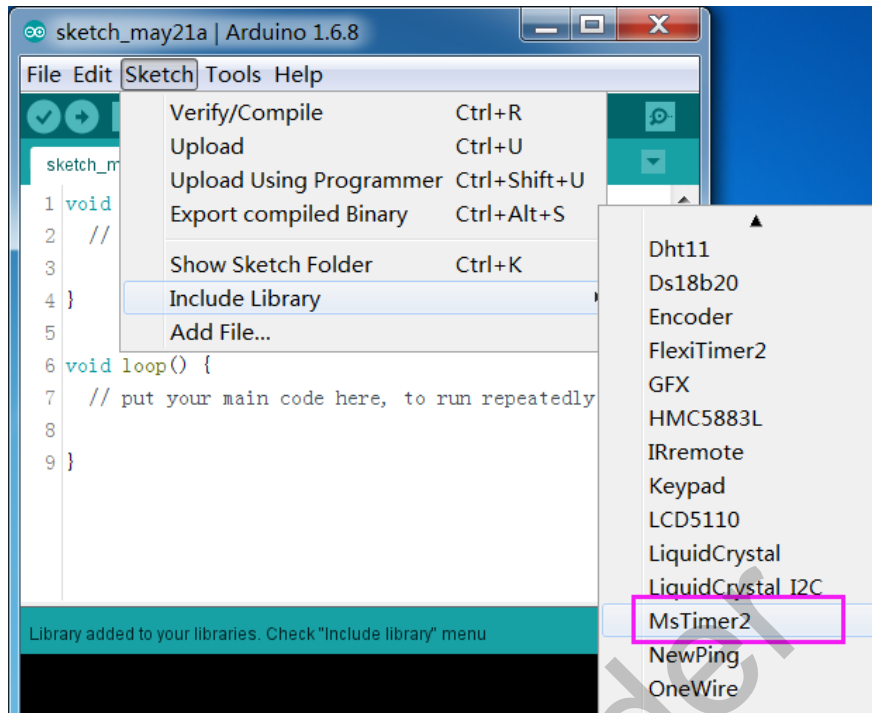 sketch_may21a | Arduino 1.6.8
File Edit Sketch Tools Help
Verify/Compile Ctrl+R
Upload Ctrl+U
Upload Using Programmer Ctrl+Shift+U
Export compiled Binary Ctrl+Alt+S
Show Sketch Folder Ctrl+K
Include Library
Add File...
sketch_m
1 void
2 //
3
4 }
5
6 void loop() {
7 // put your main code here, to run repeatedly
8
9 }
Dht11
Ds18b20
Encoder
FlexiTimer2
GFX
HMC5883L
IRremote
Keypad
LCD5110
LiquidCrystal
LiquidCrystal I2C
MsTimer2
NewPing
OneWire
Library added to your libraries. Check "Include library" menu